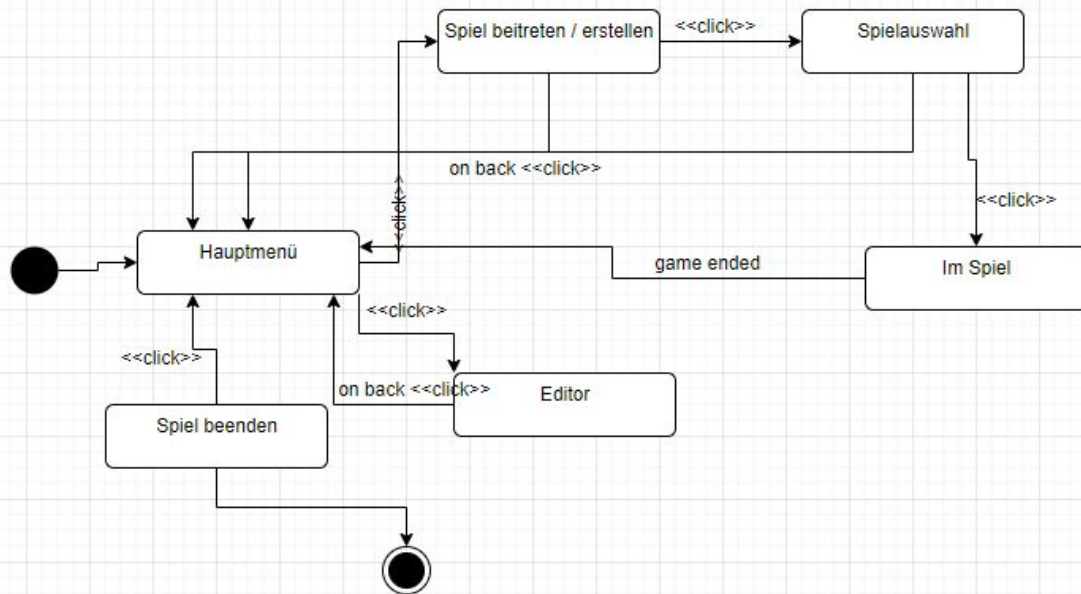 Spiel beitreten / erstellen
<<click>>
Spielauswahl
on back <<click>>
<<click>>
<<click>>
Hauptmenü
game ended
Im Spiel
<<click>>
<<click>>
on back <<click>>
Editor
Spiel beenden